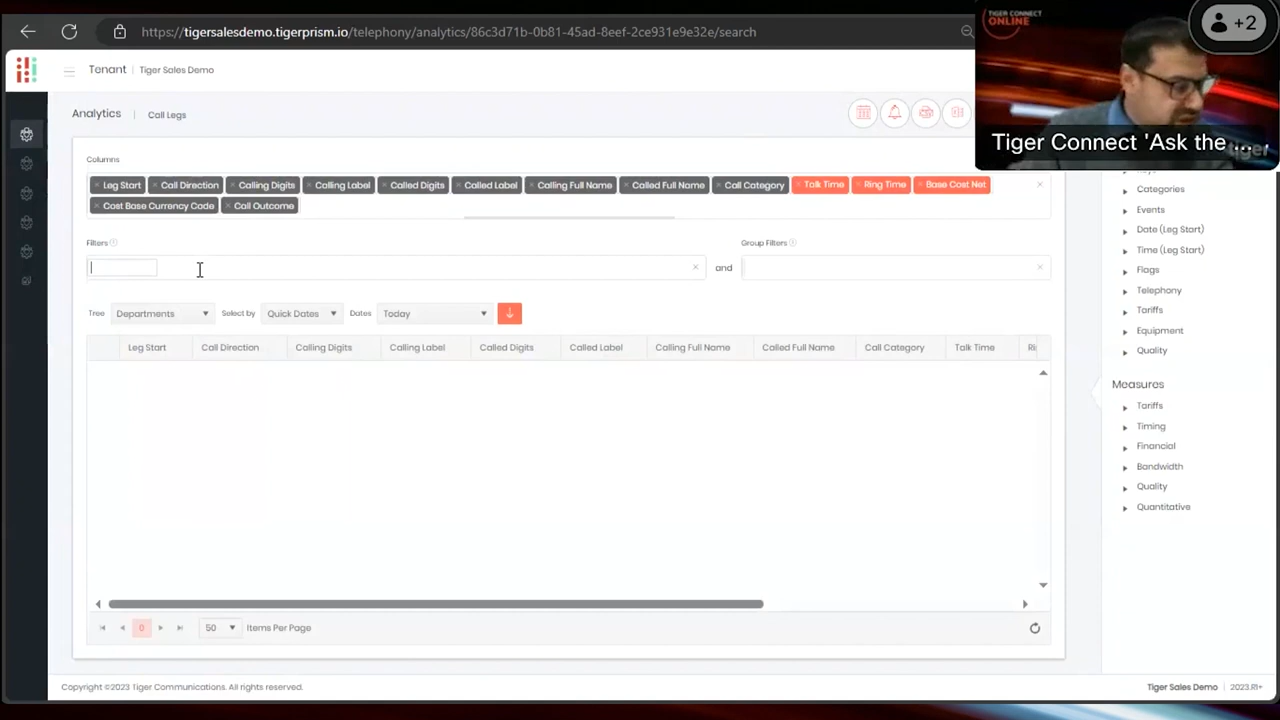 https://tigersalesdemo.tigerprism.io/telephony/analytics/86c3d71b-0b81-45ad-8eef-2ce931e9e32e/search
TIGER CONNECT
ONLINE
+2
Tiger Connect 'Ask the ...
Tenant | Tiger Sales Demo
Analytics | Call Legs
Columns
× Leg Start × Call Direction × Calling Digits × Calling Label × Called Digits × Called Label × Calling Full Name × Called Full Name × Call Category × Talk Time × Ring Time × Base Cost Net
× Cost Base Currency Code × Call Outcome
Filters
Group Filters
and
Tree Departments Select by Quick Dates Dates Today
Leg Start Call Direction Calling Digits Calling Label Called Digits Called Label Calling Full Name Called Full Name Call Category Talk Time Ri
0 50 Items Per Page
Categories
Events
Date (Leg Start)
Time (Leg Start)
Flags
Telephony
Tariffs
Equipment
Quality
Measures
Tariffs
Timing
Financial
Bandwidth
Quality
Quantitative
Copyright ©2023 Tiger Communications. All rights reserved.
Tiger Sales Demo | 2023.R1+